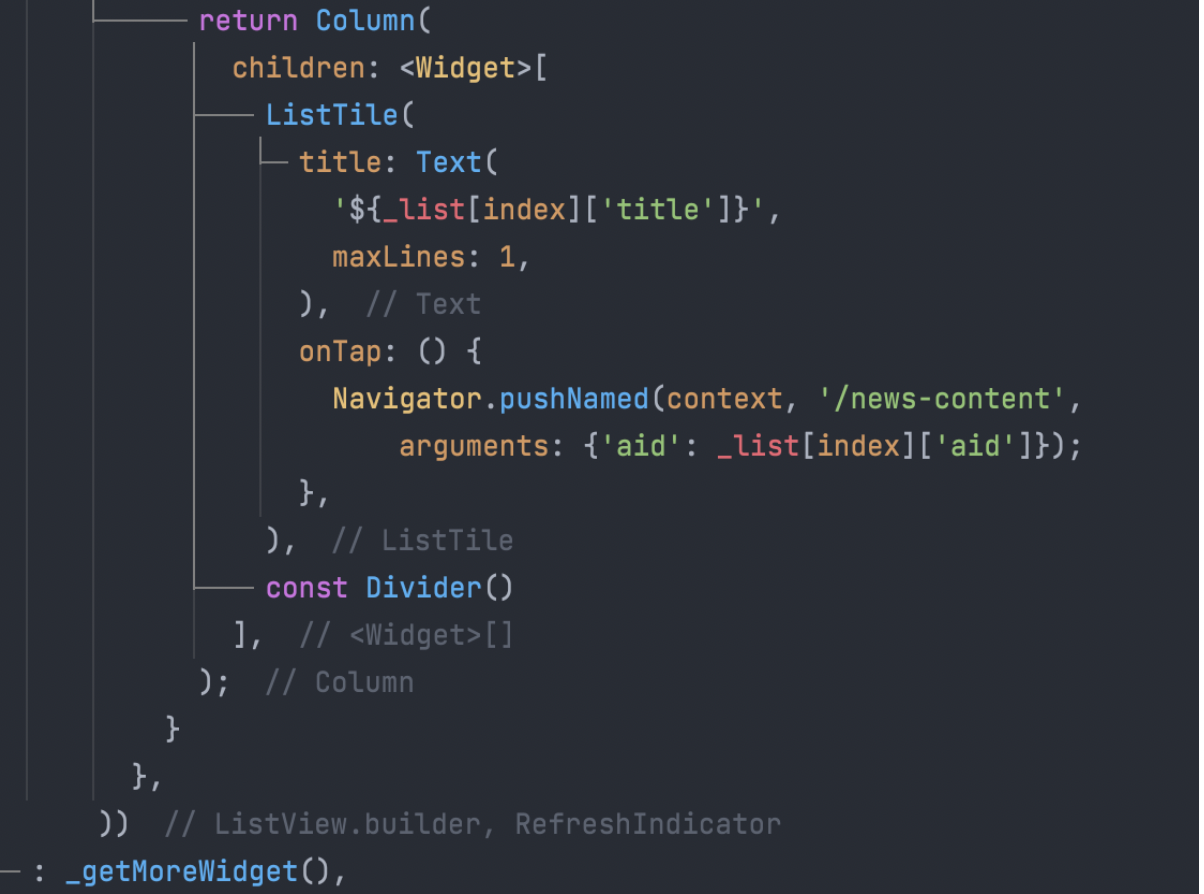 return Column(
children: <Widget>[
ListTile(
title: Text(
'${_list[index]['title']}',
maxLines: 1,
), // Text
onTap: () {
Navigator.pushNamed(context, '/news-content',
arguments: {'aid': _list[index]['aid']});
},
), // ListTile
const Divider()
], // <Widget>[]
); // Column
}
},
)) // ListView.builder, RefreshIndicator
: _getMoreWidget(),